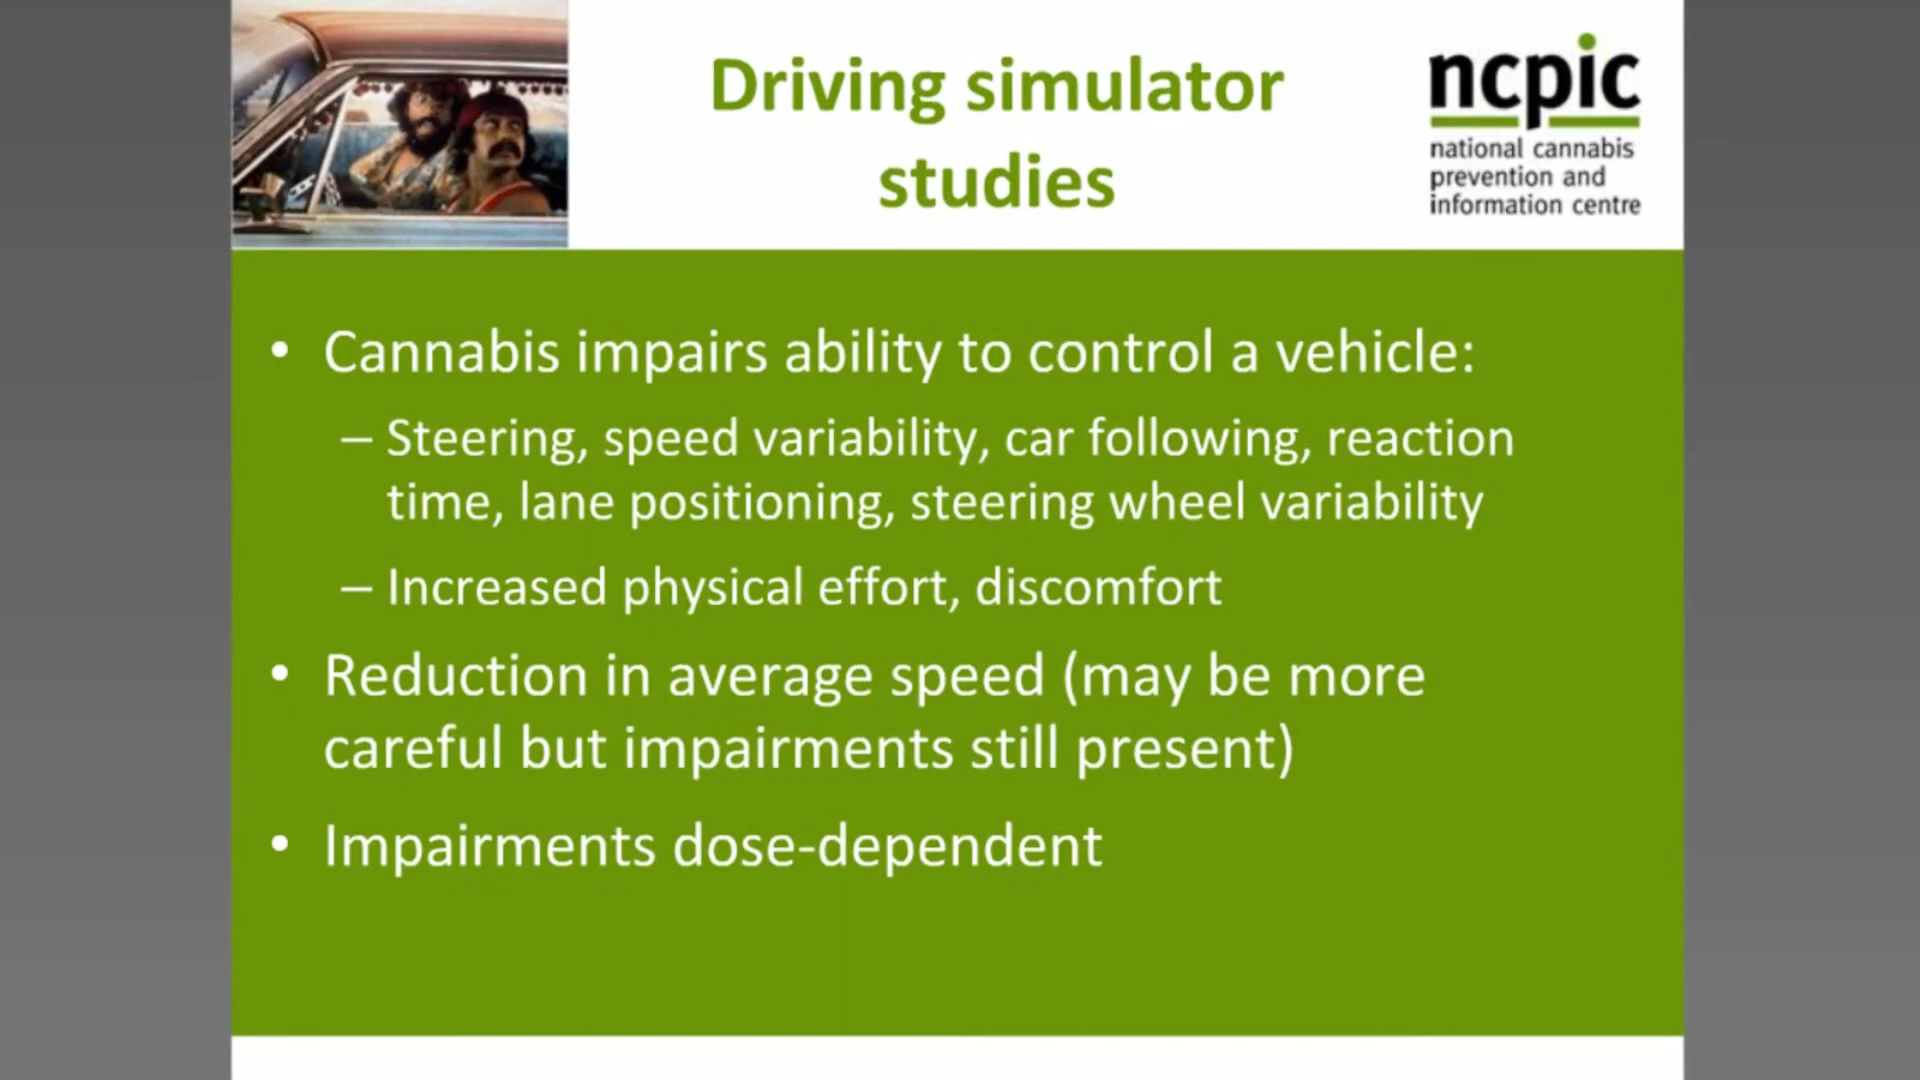 Driving simulator
studies
ncpic
national cannabis
prevention and
information centre
• Cannabis impairs ability to control a vehicle:
– Steering, speed variability, car following, reaction
time, lane positioning, steering wheel variability
– Increased physical effort, discomfort
• Reduction in average speed (may be more
careful but impairments still present)
• Impairments dose-dependent